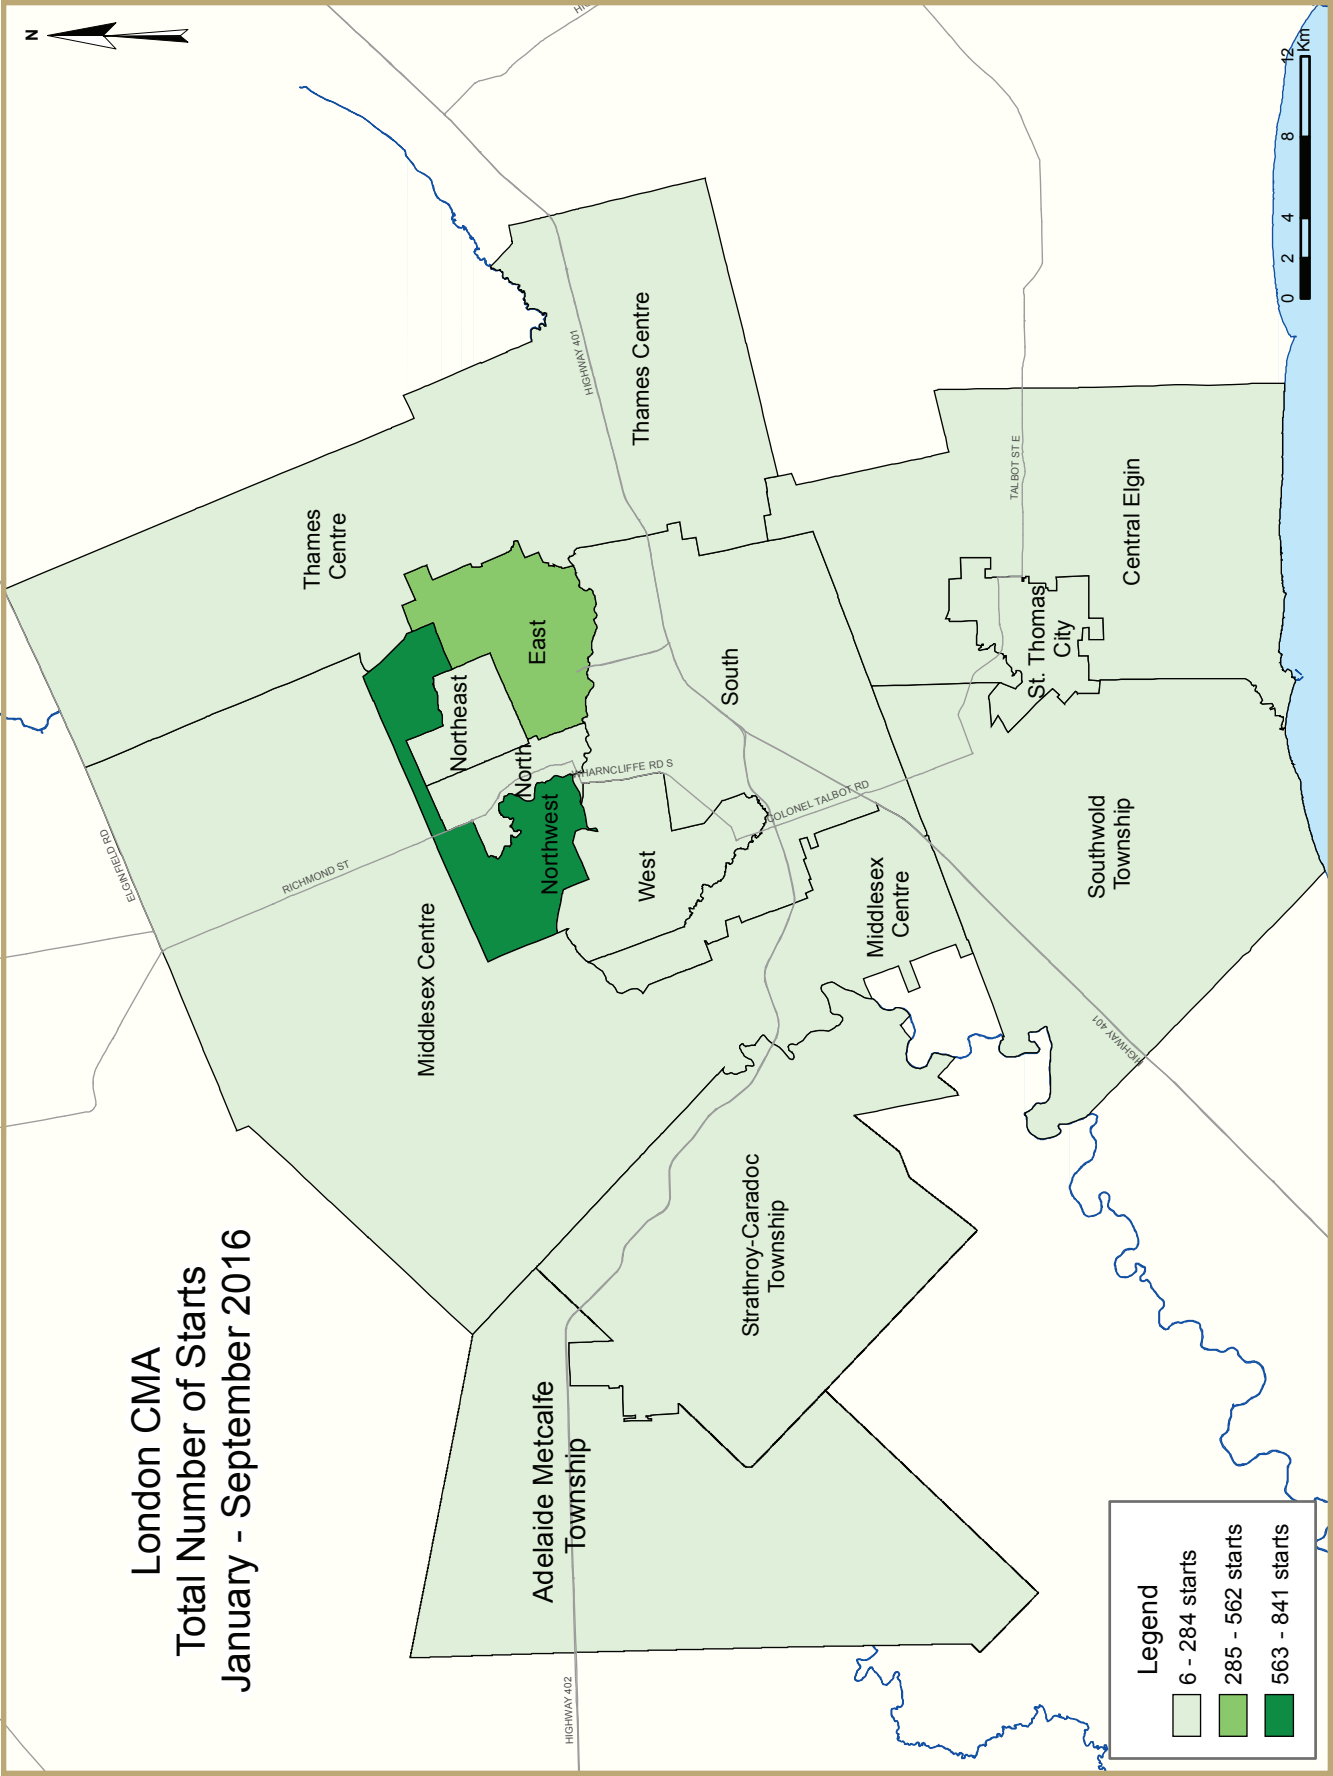 London CMA
Total Number of Starts
January - September 2016
N
HIG
ELGINFIELD RD
RICHMOND ST
Thames
Centre
Middlesex Centre
Northeast
North
East
Northwest
WHARNCLIFFE RD S
West
South
HIGHWAY 401
Thames Centre
Adelaide Metcalfe
Township
HIGHWAY 402
Strathroy-Caradoc
Township
Middlesex
Centre
COLONEL TALBOT RD
TALBOT ST E
St. Thomas
City
Central Elgin
Southwold
Township
HIGHWAY 401
Legend
6 - 284 starts
285 - 562 starts
563 - 841 starts
0 2 4 8 12
Km